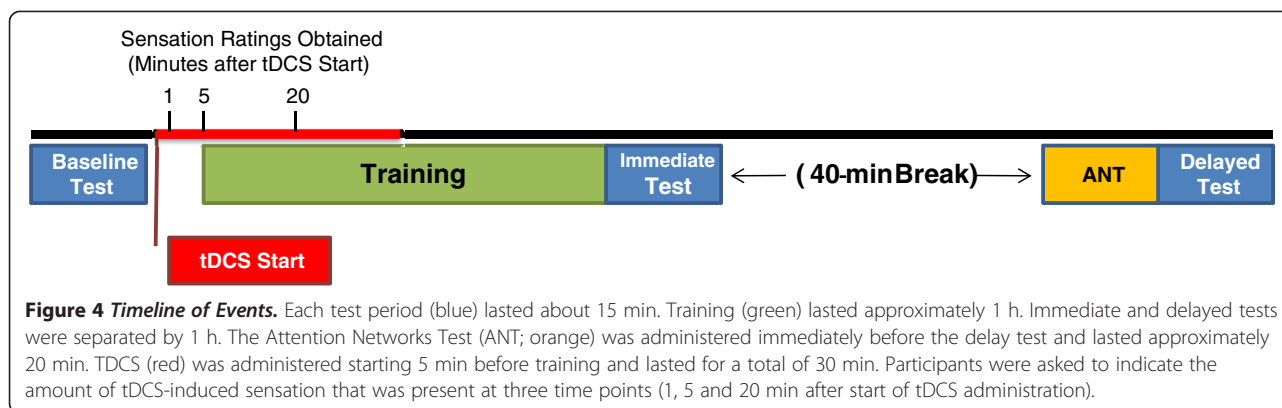 Sensation Ratings Obtained
(Minutes after tDCS Start)
1 5 20
Baseline
Test
Training
Immediate
Test
( 40-minBreak)
ANT
Delayed
Test
tDCS Start
Figure 4 Timeline of Events. Each test period (blue) lasted about 15 min. Training (green) lasted approximately 1 h. Immediate and delayed tests
were separated by 1 h. The Attention Networks Test (ANT; orange) was administered immediately before the delay test and lasted approximately
20 min. TDCS (red) was administered starting 5 min before training and lasted for a total of 30 min. Participants were asked to indicate the
amount of tDCS-induced sensation that was present at three time points (1, 5 and 20 min after start of tDCS administration).